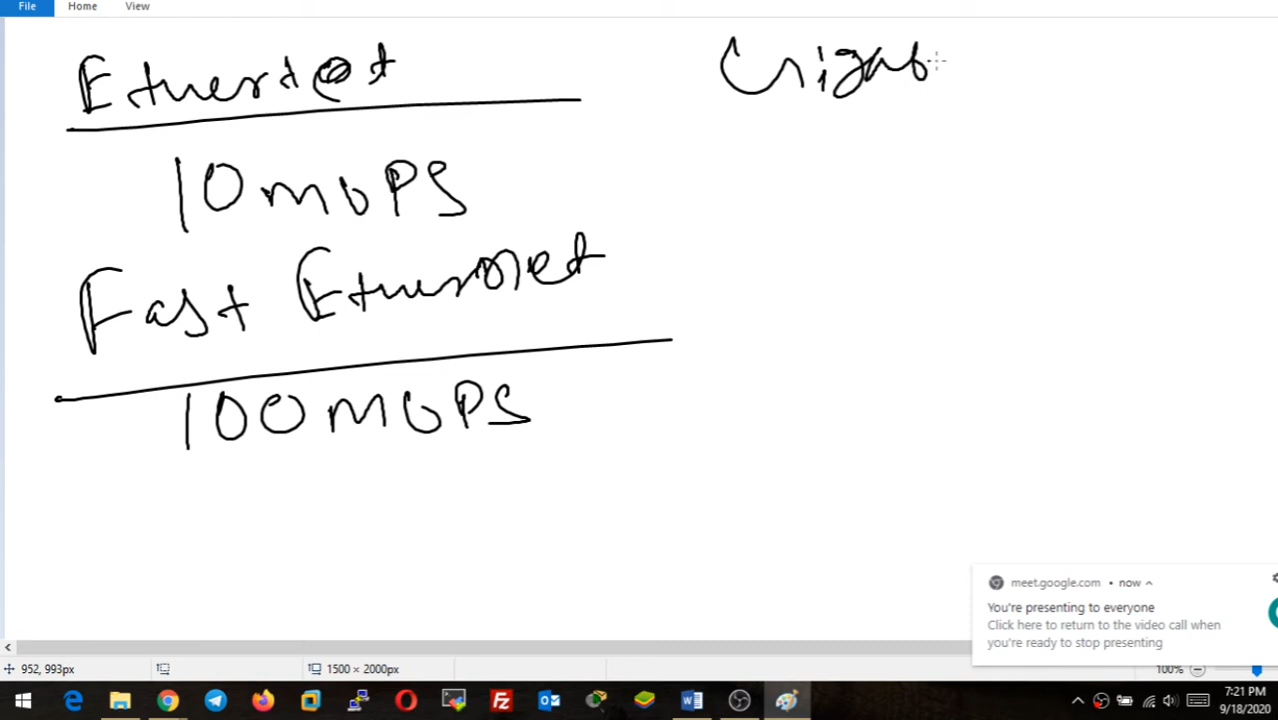 File Home View
Ethernet
10 mbPS
Fast Ethernet
100 mbPS
Gigab
meet.google.com • now
You're presenting to everyone
Click here to return to the video call when
you're ready to stop presenting
952, 993px
1500 × 2000px
100%
7:21 PM
9/18/2020